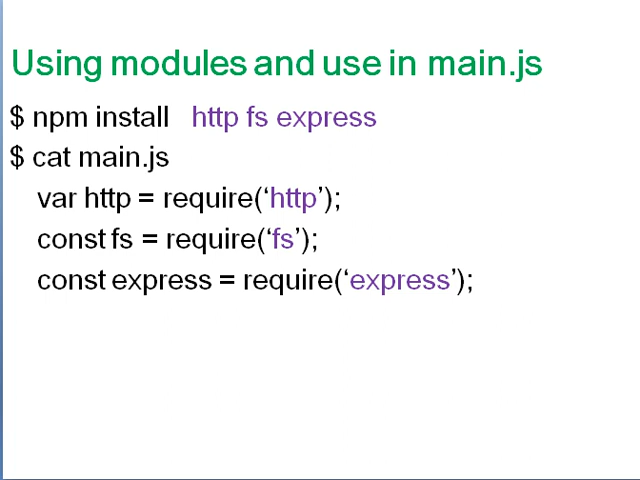 Using modules and use in main.js
$ npm install http fs express
$ cat main.js
var http = require(‘http’);
const fs = require(‘fs’);
const express = require(‘express’);